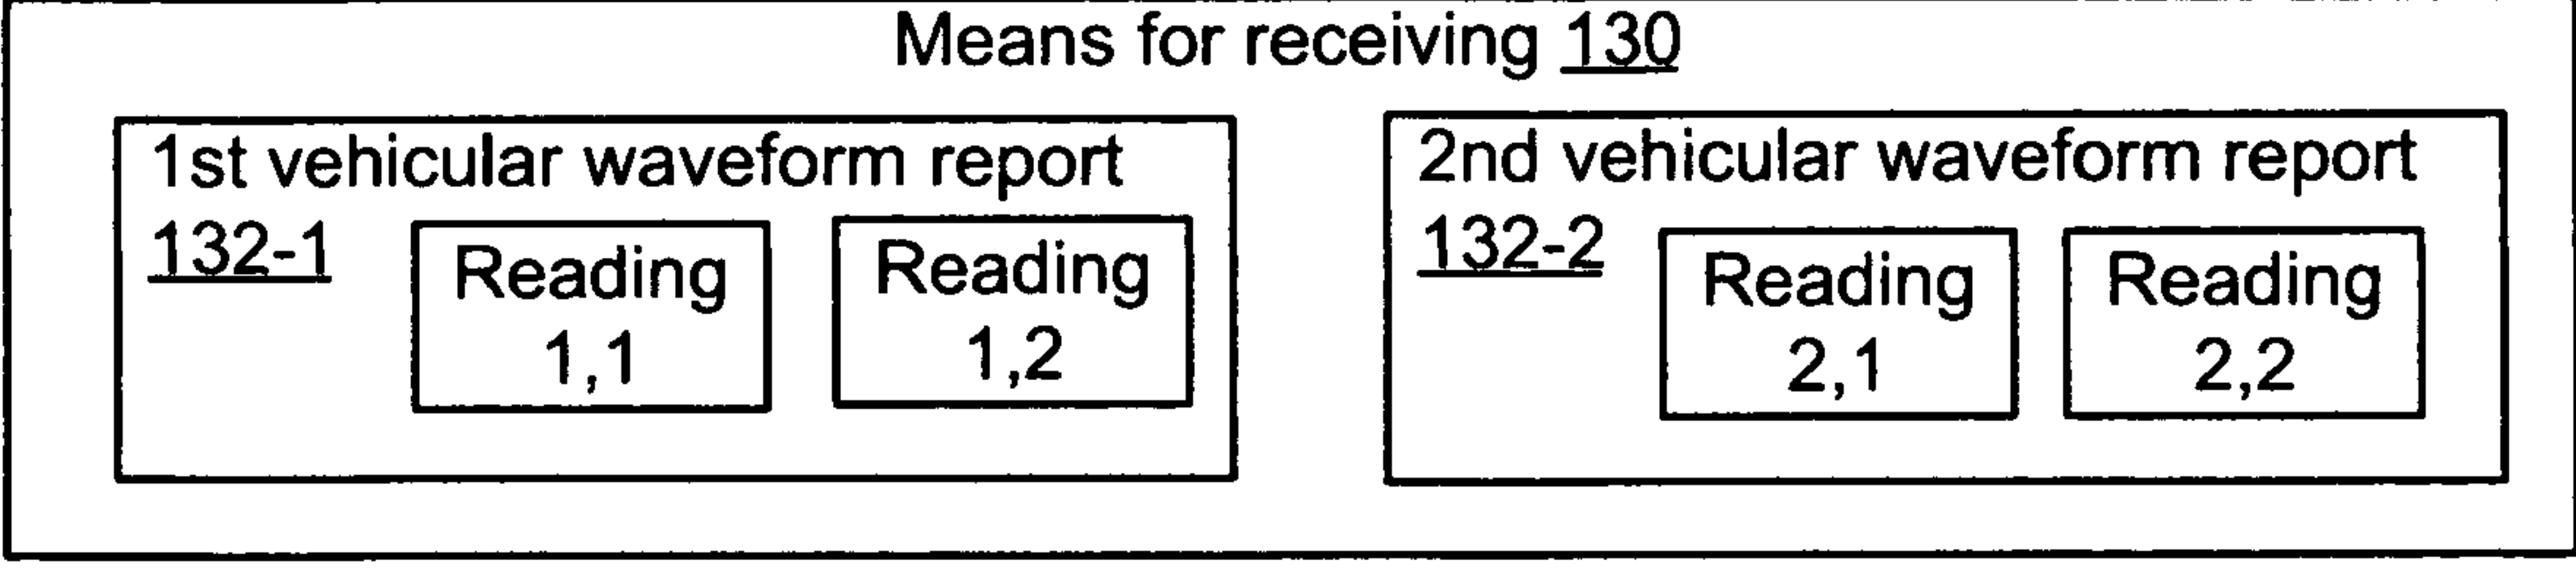 Means for receiving 130
1st vehicular waveform report
132-1
Reading
1,1
Reading
1,2
2nd vehicular waveform report
132-2
Reading
2,1
Reading
2,2